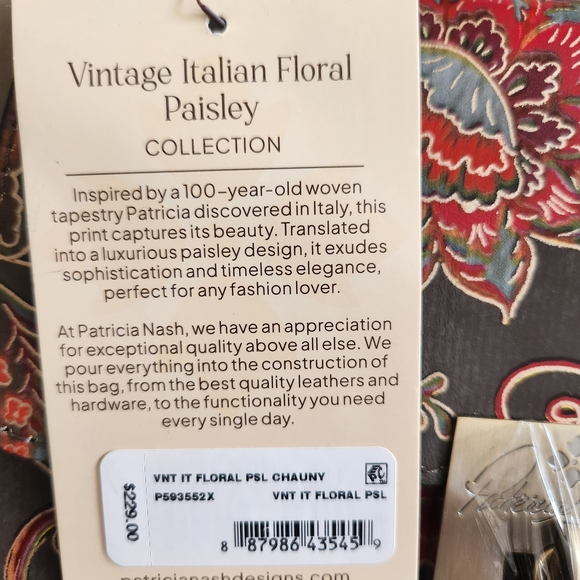 Vintage Italian Floral
Paisley
COLLECTION
Inspired by a 100-year-old woven
tapestry Patricia discovered in Italy, this
print captures its beauty. Translated
into a luxurious paisley design, it exudes
sophistication and timeless elegance,
perfect for any fashion lover.
At Patricia Nash, we have an appreciation
for exceptional quality above all else. We
pour everything into the construction of
this bag, from the best quality leathers and
hardware, to the functionality you need
every single day.
VNT IT FLORAL PSL CHAUNY
P593552X VNT IT FLORAL PSL
$229.00
8 87986 43545 9
patricianashdesigns.com